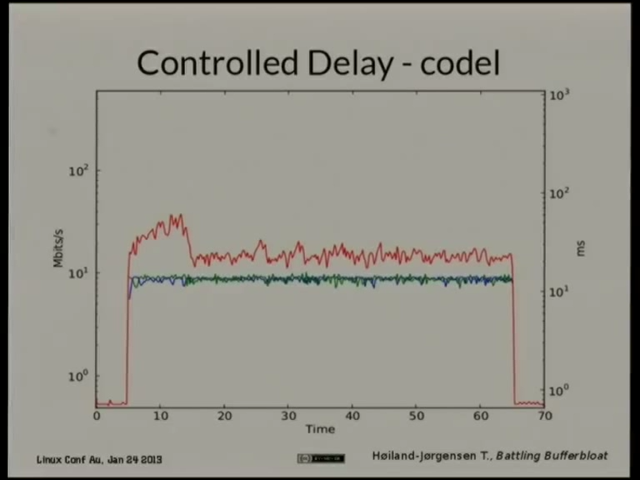 Controlled Delay - codel
10³
10²
10²
Mbits/s
ms
10¹
10¹
10⁰
10⁰
0 10 20 30 40 50 60 70
Time
Linux Conf Au, Jan 24 2013
Høiland-Jørgensen T., Battling Bufferbloat